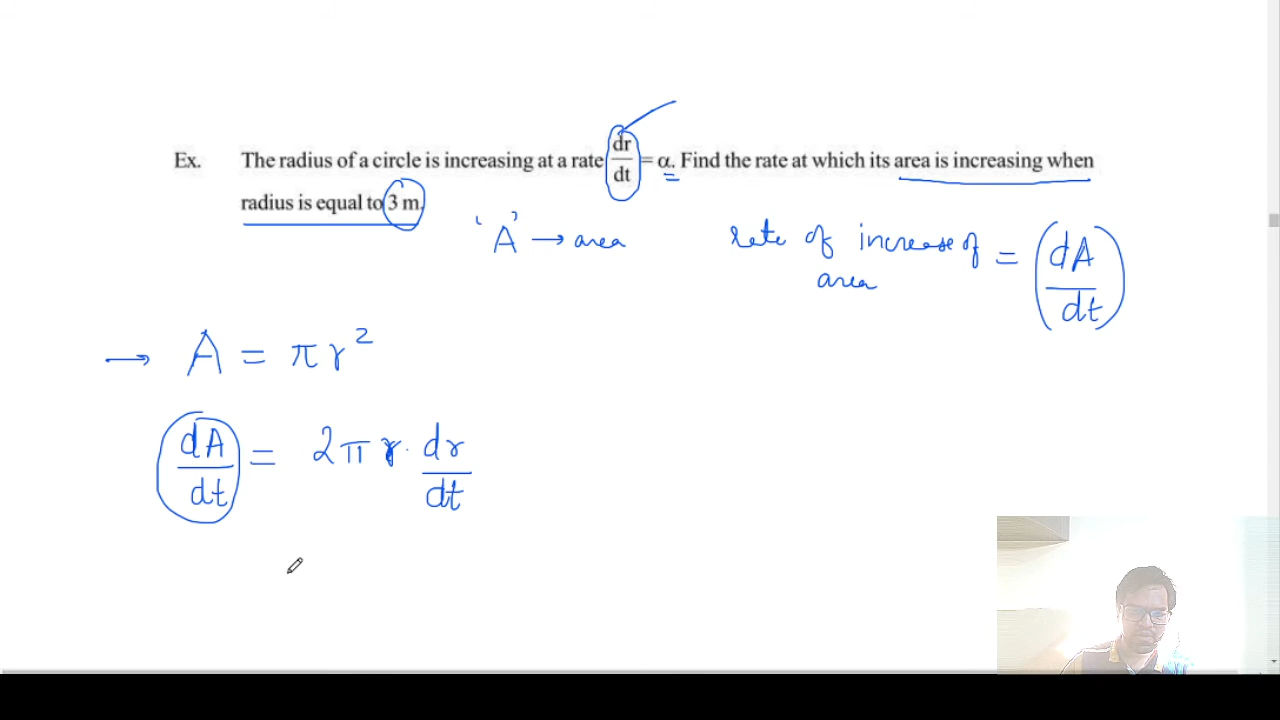 Ex. The radius of a circle is increasing at a rate dr/dt = α. Find the rate at which its area is increasing when
radius is equal to 3 m.
'A' → area
rate of increase of area = (dA/dt)
→ A = πr²
dA/dt = 2πr · dr/dt